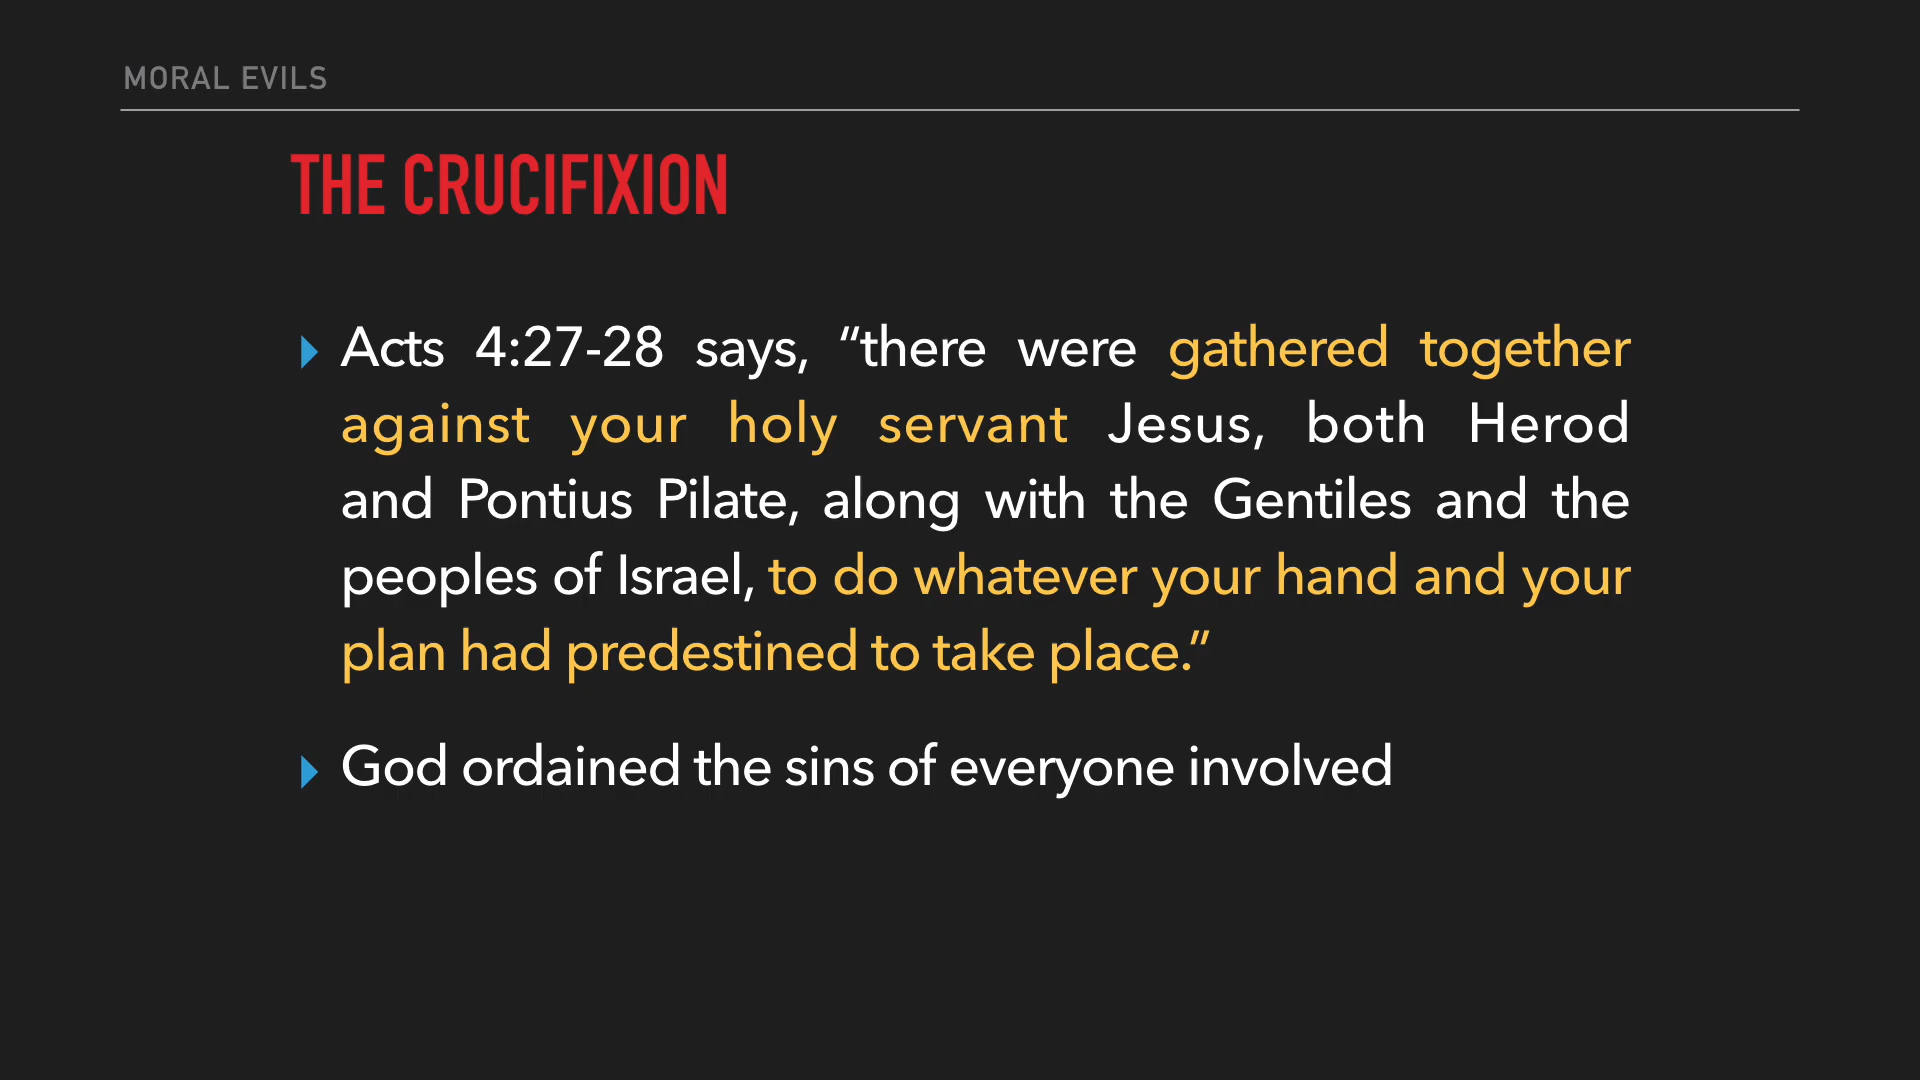 MORAL EVILS
THE CRUCIFIXION
▸ Acts 4:27-28 says, “there were gathered together
against your holy servant Jesus, both Herod
and Pontius Pilate, along with the Gentiles and the
peoples of Israel, to do whatever your hand and your
plan had predestined to take place.”
▸ God ordained the sins of everyone involved